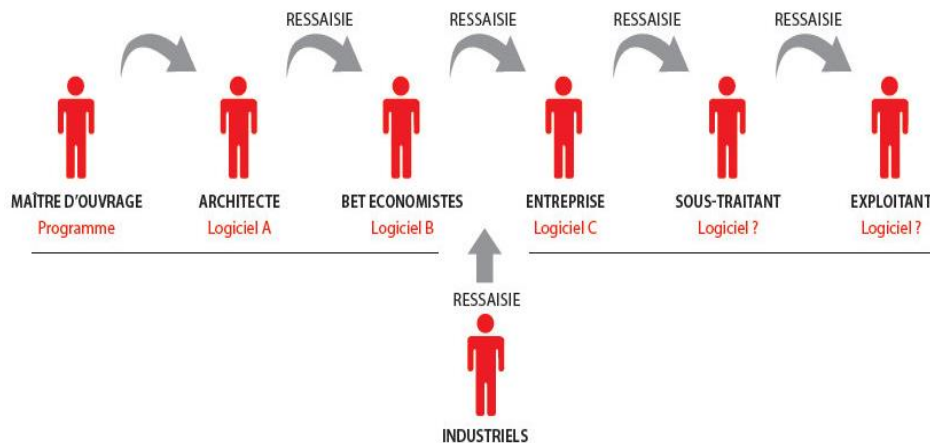 RESSAISIE RESSAISIE RESSAISIE RESSAISIE
MAÎTRE D'OUVRAGE ARCHITECTE BET ECONOMISTES ENTREPRISE SOUS-TRAITANT EXPLOITANT
Programme Logiciel A Logiciel B Logiciel C Logiciel ? Logiciel ?
RESSAISIE
INDUSTRIELS